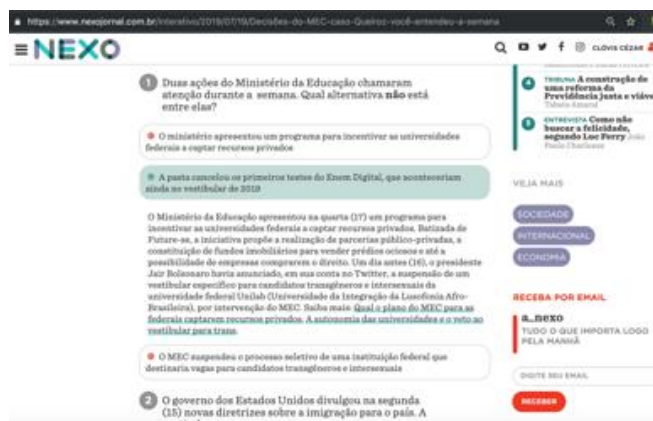 https://www.nexojornal.com.br/interativo/2019/07/19/Decisões-do-MEC-caso-Queiroz-você-entendeu-a-semana
NEXO
CLÓVIS CÉZAR
1 Duas ações do Ministério da Educação chamaram
atenção durante a semana. Qual alternativa não está
entre elas?
O ministério apresentou um programa para incentivar as universidades
federais a captar recursos privados
A pasta cancelou os primeiros testes do Enem Digital, que aconteceriam
ainda no vestibular de 2019
O Ministério da Educação apresentou na quarta (17) um programa para
incentivar as universidades federais a captar recursos privados. Batizada de
Future-se, a iniciativa propõe a realização de parcerias público-privadas, a
constituição de fundos imobiliários para vender prédios ociosos e até a
possibilidade de empresas comprarem o direito. Um dia antes (16), o presidente
Jair Bolsonaro havia anunciado, em sua conta no Twitter, a suspensão de um
vestibular específico para candidatos transgêneros e intersexuais da
universidade federal Unilab (Universidade da Integração da Lusofonia Afro-
Brasileira), por intervenção do MEC. Saiba mais: Qual o plano do MEC para as
federais captarem recursos privados. A autonomia das universidades e o veto ao
vestibular para trans.
O MEC suspendeu o processo seletivo de uma instituição federal que
destinaria vagas para candidatos transgêneros e intersexuais
2 O governo dos Estados Unidos divulgou na segunda
(15) novas diretrizes sobre a imigração para o país. A
4 TRIBUNA A construção de
uma reforma da
Previdência justa e viável
Amaral
5 ENTREVISTA Como não
buscar a felicidade,
segundo Luc Ferry João
Paulo Charleaux
VEJA MAIS
SOCIEDADE
INTERNACIONAL
ECONOMIA
RECEBA POR EMAIL
a_nexo
TUDO O QUE IMPORTA LOGO
PELA MANHÃ
DIGITE SEU EMAIL
RECEBER